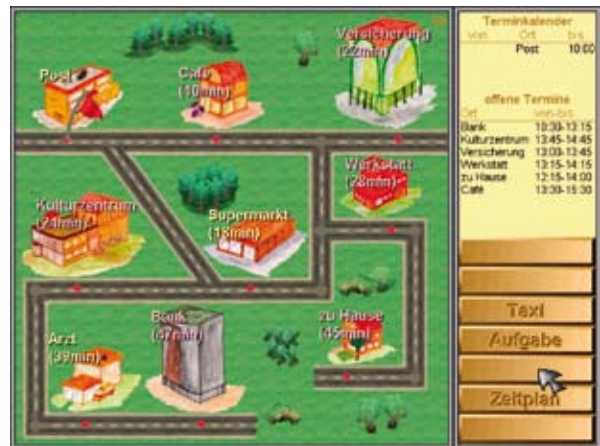 Post
Café
(10min)
Versicherung
(22min)
Werkstatt
(28min)
Kulturzentrum
(24min)
Supermarkt
(18min)
Arzt
(39min)
Bank
(47min)
zu Hause
(45min)
Terminkalender
von Ort bis
Post 10:00
offene Termine
Ort von-bis
Bank 10:30-13:15
Kulturzentrum 13:45-14:45
Versicherung 13:00-13:45
Werkstatt 13:15-14:15
zu Hause 12:15-14:00
Café 13:30-15:30
Taxi
Aufgabe
Zeitplan